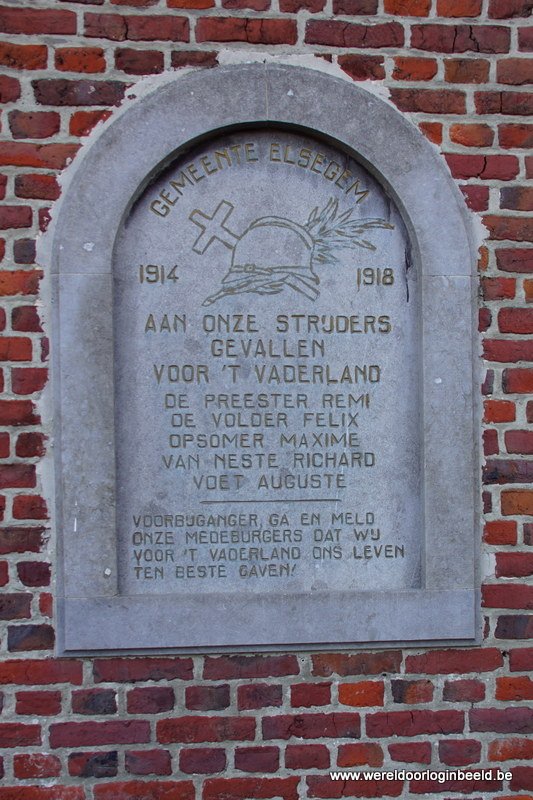 GEMEENTE ELSEGEM
1914 1918
AAN ONZE STRIJDERS
GEVALLEN
VOOR 'T VADERLAND
DE PREESTER REMI
DE VOLDER FELIX
OPSOMER MAXIME
VAN NESTE RICHARD
VOET AUGUSTE
VOORBIJGANGER, GA EN MELD
ONZE MEDEBURGERS DAT WIJ
VOOR 'T VADERLAND ONS LEVEN
TEN BESTE GAVEN!
www.wereldoorloginbeeld.be